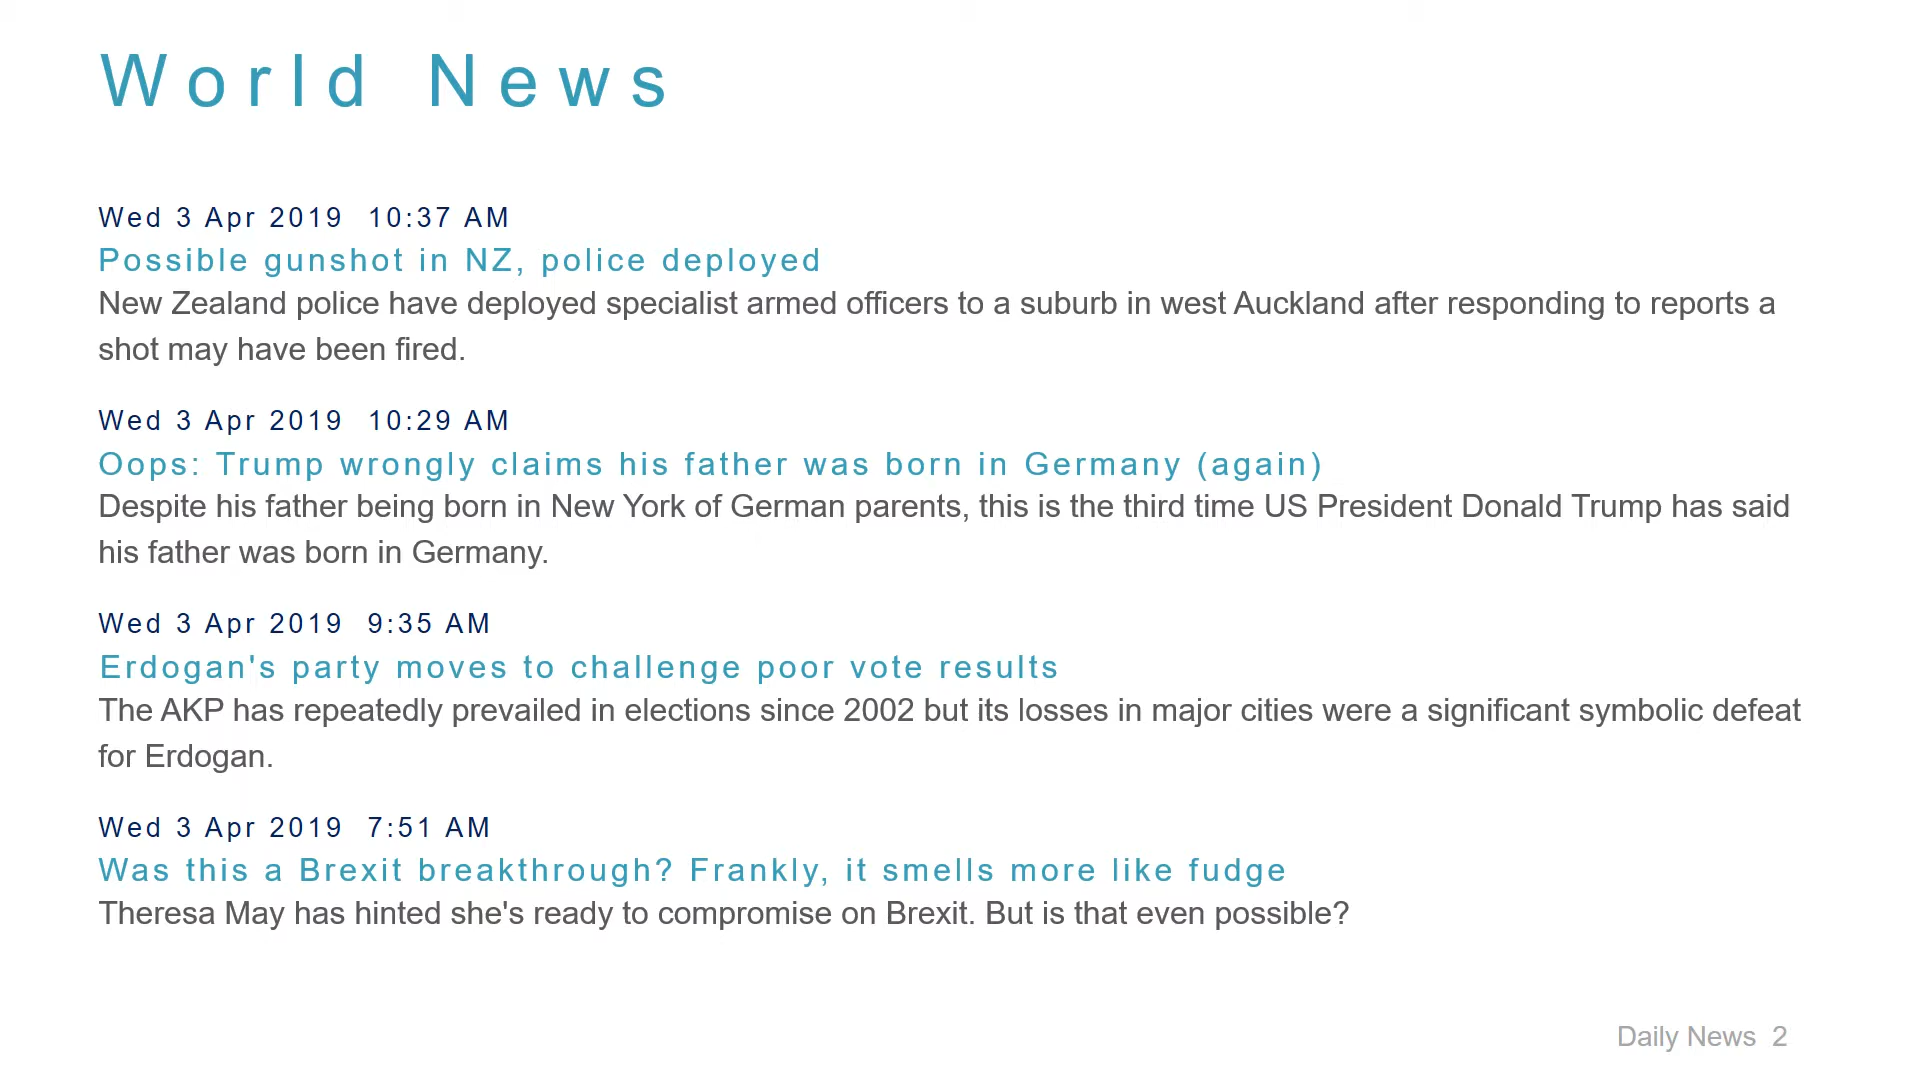 World News
Wed 3 Apr 2019 10:37 AM
Possible gunshot in NZ, police deployed
New Zealand police have deployed specialist armed officers to a suburb in west Auckland after responding to reports a
shot may have been fired.
Wed 3 Apr 2019 10:29 AM
Oops: Trump wrongly claims his father was born in Germany (again)
Despite his father being born in New York of German parents, this is the third time US President Donald Trump has said
his father was born in Germany.
Wed 3 Apr 2019 9:35 AM
Erdogan's party moves to challenge poor vote results
The AKP has repeatedly prevailed in elections since 2002 but its losses in major cities were a significant symbolic defeat
for Erdogan.
Wed 3 Apr 2019 7:51 AM
Was this a Brexit breakthrough? Frankly, it smells more like fudge
Theresa May has hinted she's ready to compromise on Brexit. But is that even possible?
Daily News 2